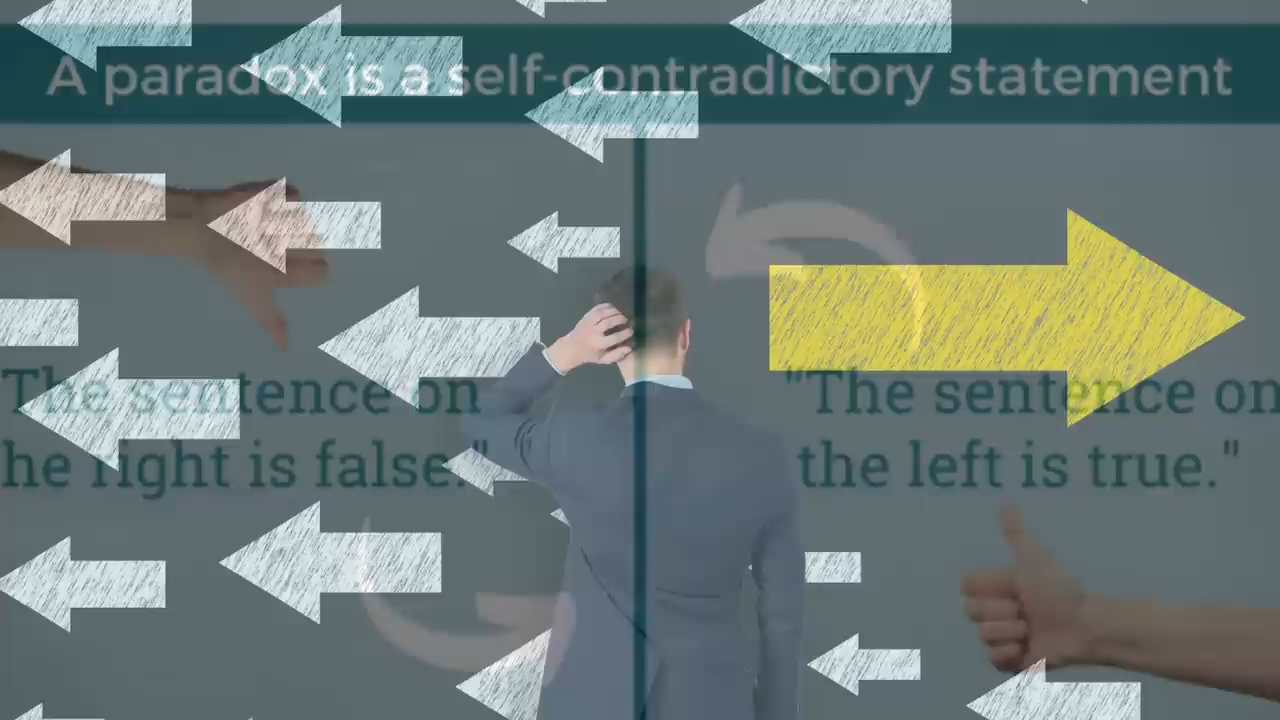 A paradox is a self-contradictory statement
"The sentence on
the left is true."
The sentence on
he right is false."